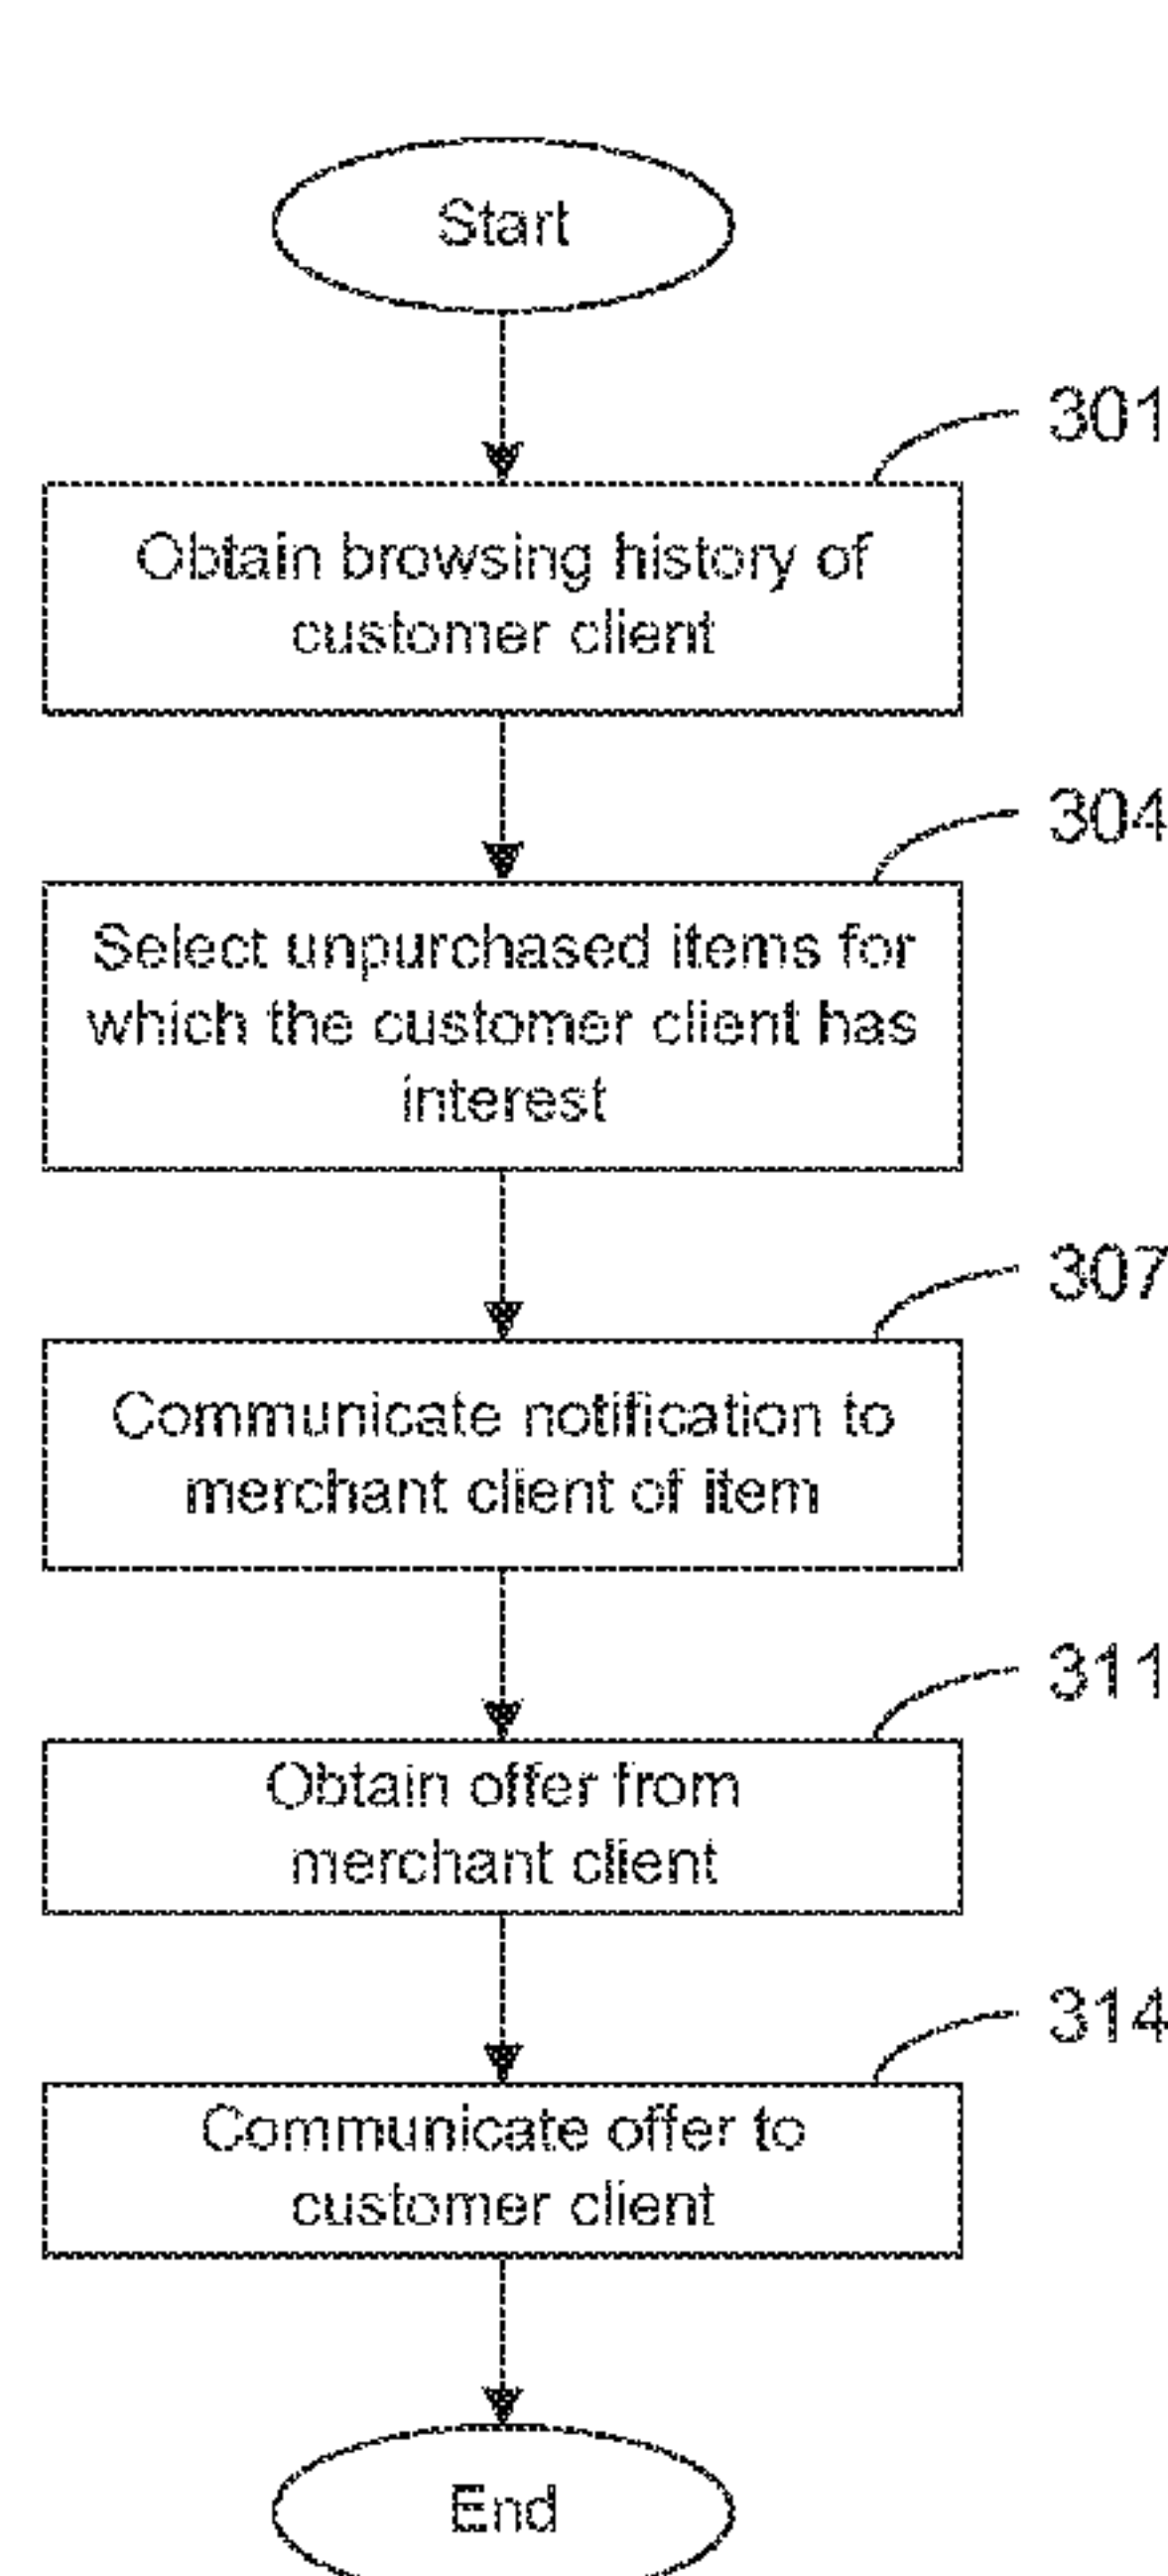 Start
301
Obtain browsing history of
customer client
304
Select unpurchased items for
which the customer client has
interest
307
Communicate notification to
merchant client of item
311
Obtain offer from
merchant client
314
Communicate offer to
customer client
End